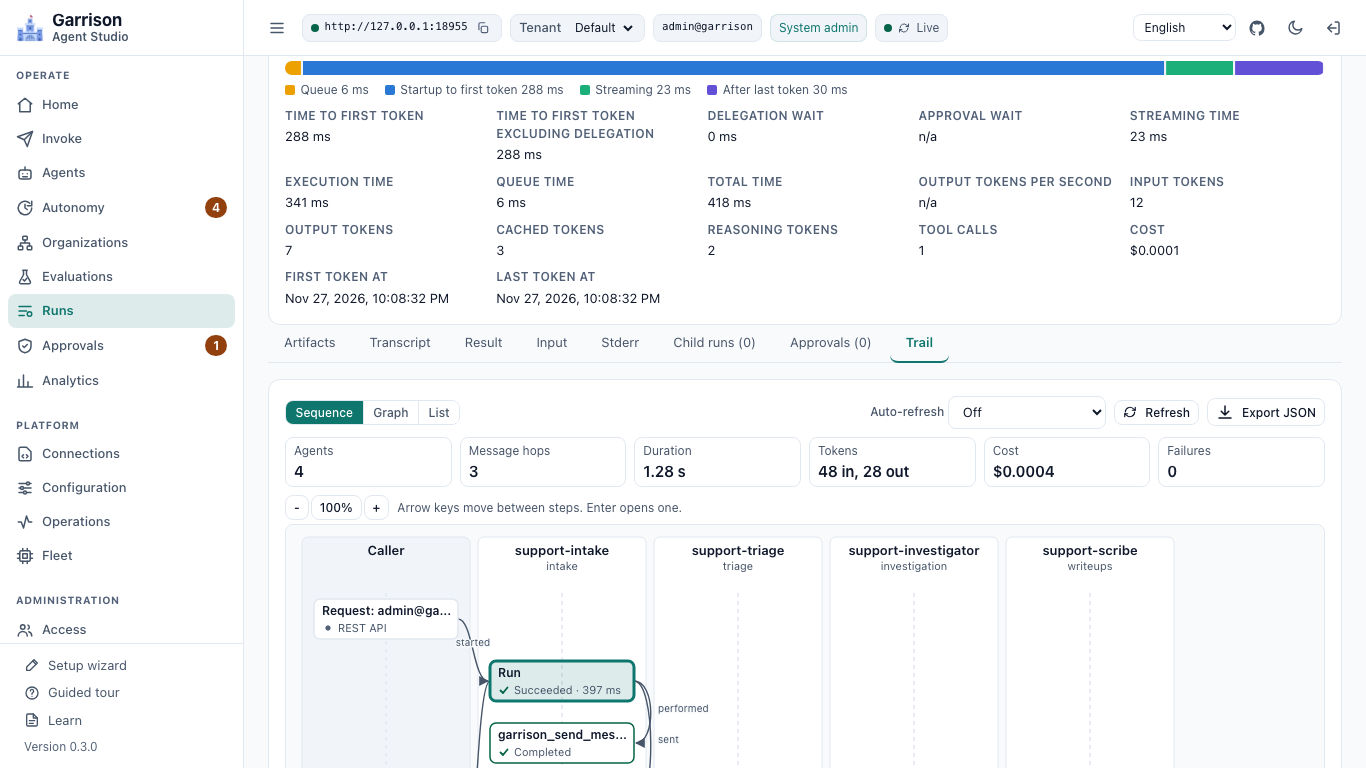 Garrison
Agent Studio
http://127.0.0.1:18955
Tenant Default
admin@garrison
System admin
Live
English
OPERATE
Home
Invoke
Agents
Autonomy 4
Organizations
Evaluations
Runs
Approvals 1
Analytics
PLATFORM
Connections
Configuration
Operations
Fleet
ADMINISTRATION
Access
Setup wizard
Guided tour
Learn
Version 0.3.0
Queue 6 ms
Startup to first token 288 ms
Streaming 23 ms
After last token 30 ms
TIME TO FIRST TOKEN
288 ms
TIME TO FIRST TOKEN
EXCLUDING DELEGATION
288 ms
DELEGATION WAIT
0 ms
APPROVAL WAIT
n/a
STREAMING TIME
23 ms
EXECUTION TIME
341 ms
QUEUE TIME
6 ms
TOTAL TIME
418 ms
OUTPUT TOKENS PER SECOND
n/a
INPUT TOKENS
12
OUTPUT TOKENS
7
CACHED TOKENS
3
REASONING TOKENS
2
TOOL CALLS
1
COST
$0.0001
FIRST TOKEN AT
Nov 27, 2026, 10:08:32 PM
LAST TOKEN AT
Nov 27, 2026, 10:08:32 PM
Artifacts
Transcript
Result
Input
Stderr
Child runs (0)
Approvals (0)
Trail
Sequence
Graph
List
Auto-refresh
Off
Refresh
Export JSON
Agents
4
Message hops
3
Duration
1.28 s
Tokens
48 in, 28 out
Cost
$0.0004
Failures
0
- 100% +
Arrow keys move between steps. Enter opens one.
Caller
support-intake
intake
support-triage
triage
support-investigator
investigation
support-scribe
writeups
Request: admin@ga...
REST API
started
Run
Succeeded · 397 ms
performed
garrison_send_mes...
Completed
sent